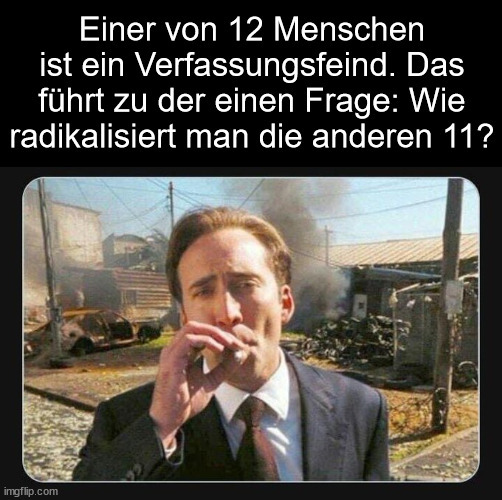 Einer von 12 Menschen
ist ein Verfassungsfeind. Das
führt zu der einen Frage: Wie
radikalisiert man die anderen 11?
imgflip.com